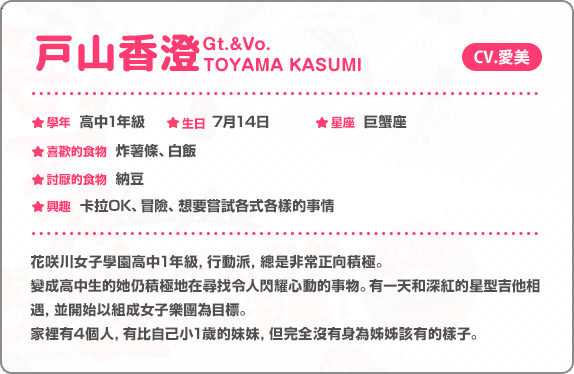 戸山香澄 Gt.&Vo. TOYAMA KASUMI CV.愛美
★學年 高中1年級 ★生日 7月14日 ★星座 巨蟹座
★喜歡的食物 炸薯條、白飯
★討厭的食物 納豆
★興趣 卡拉OK、冒險、想要嘗試各式各樣的事情
花咲川女子學園高中1年級, 行動派, 總是非常正向積極。
變成高中生的她仍積極地在尋找令人閃耀心動的事物。有一天和深紅的星型吉他相
遇, 並開始以組成女子樂團為目標。
家裡有4個人, 有比自己小1歲的妹妹, 但完全沒有身為姊姊該有的樣子。